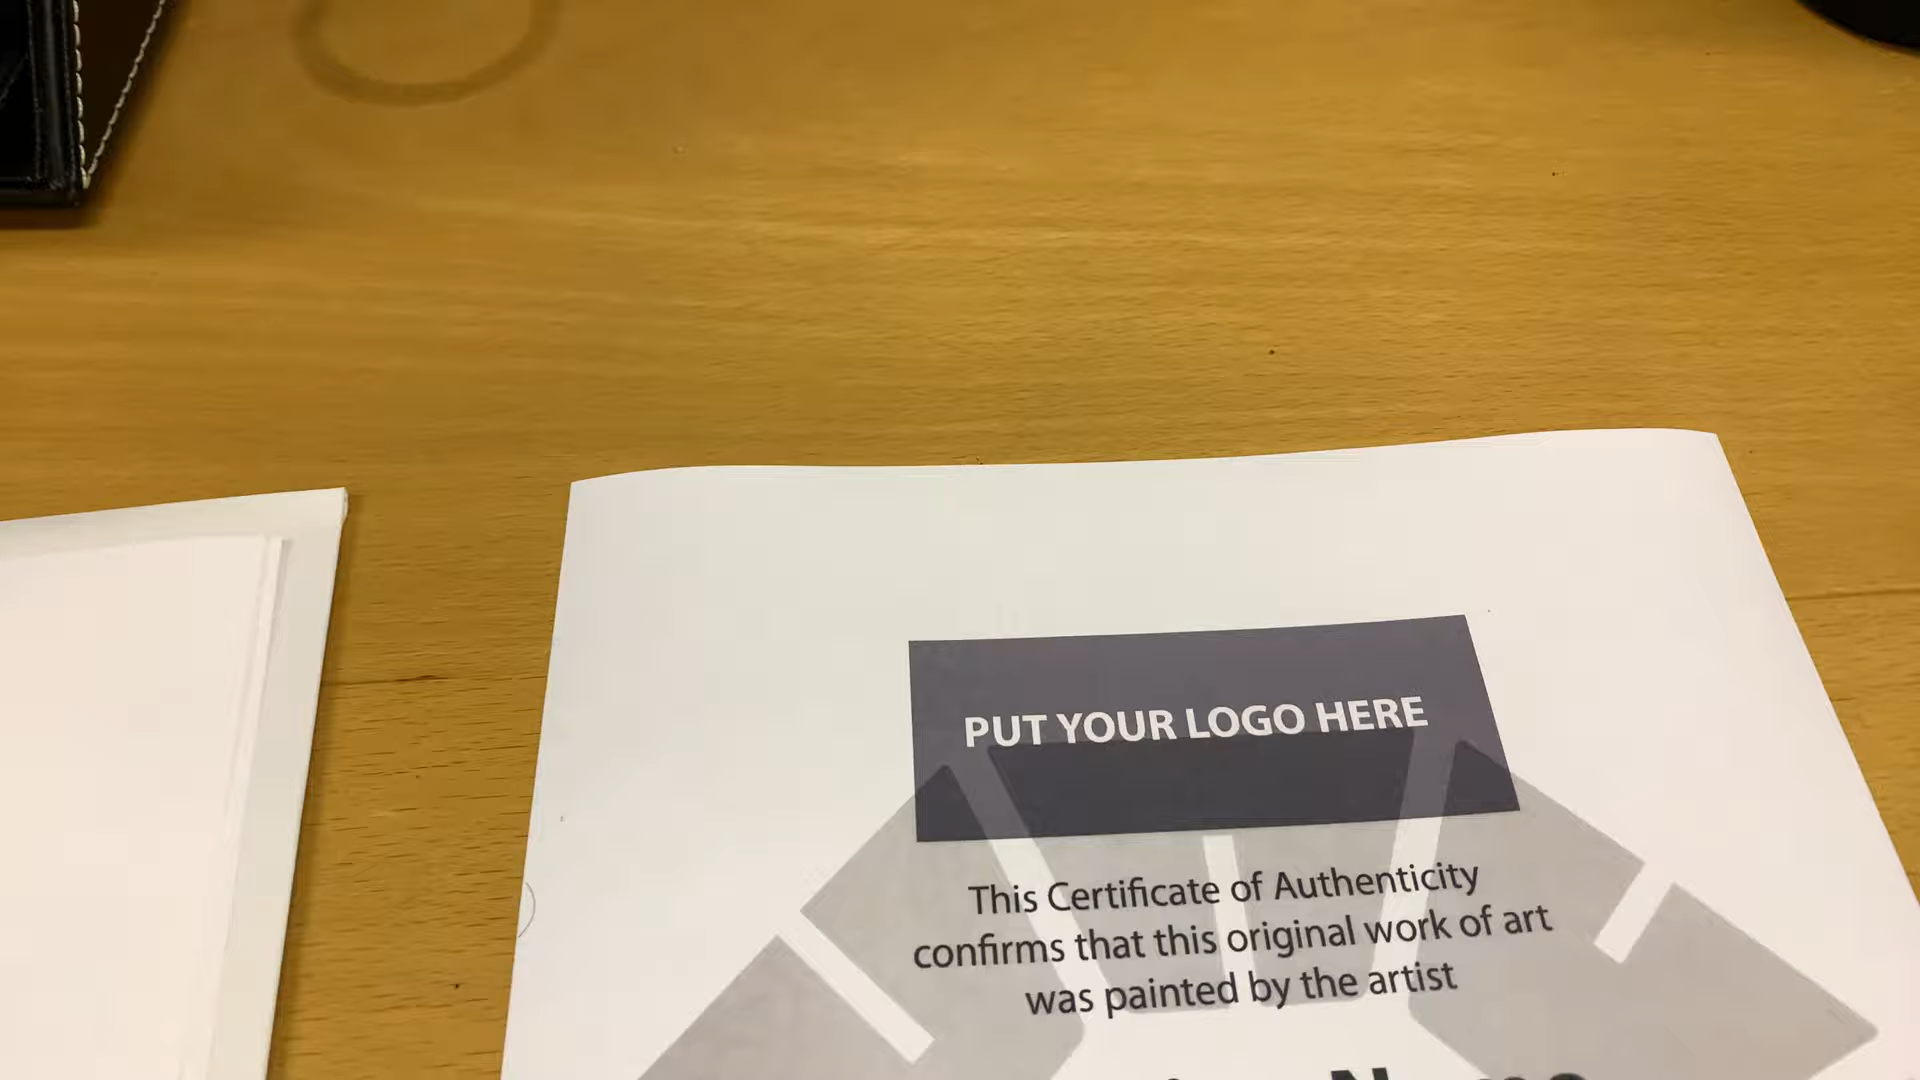 PUT YOUR LOGO HERE
This Certificate of Authenticity
confirms that this original work of art
was painted by the artist